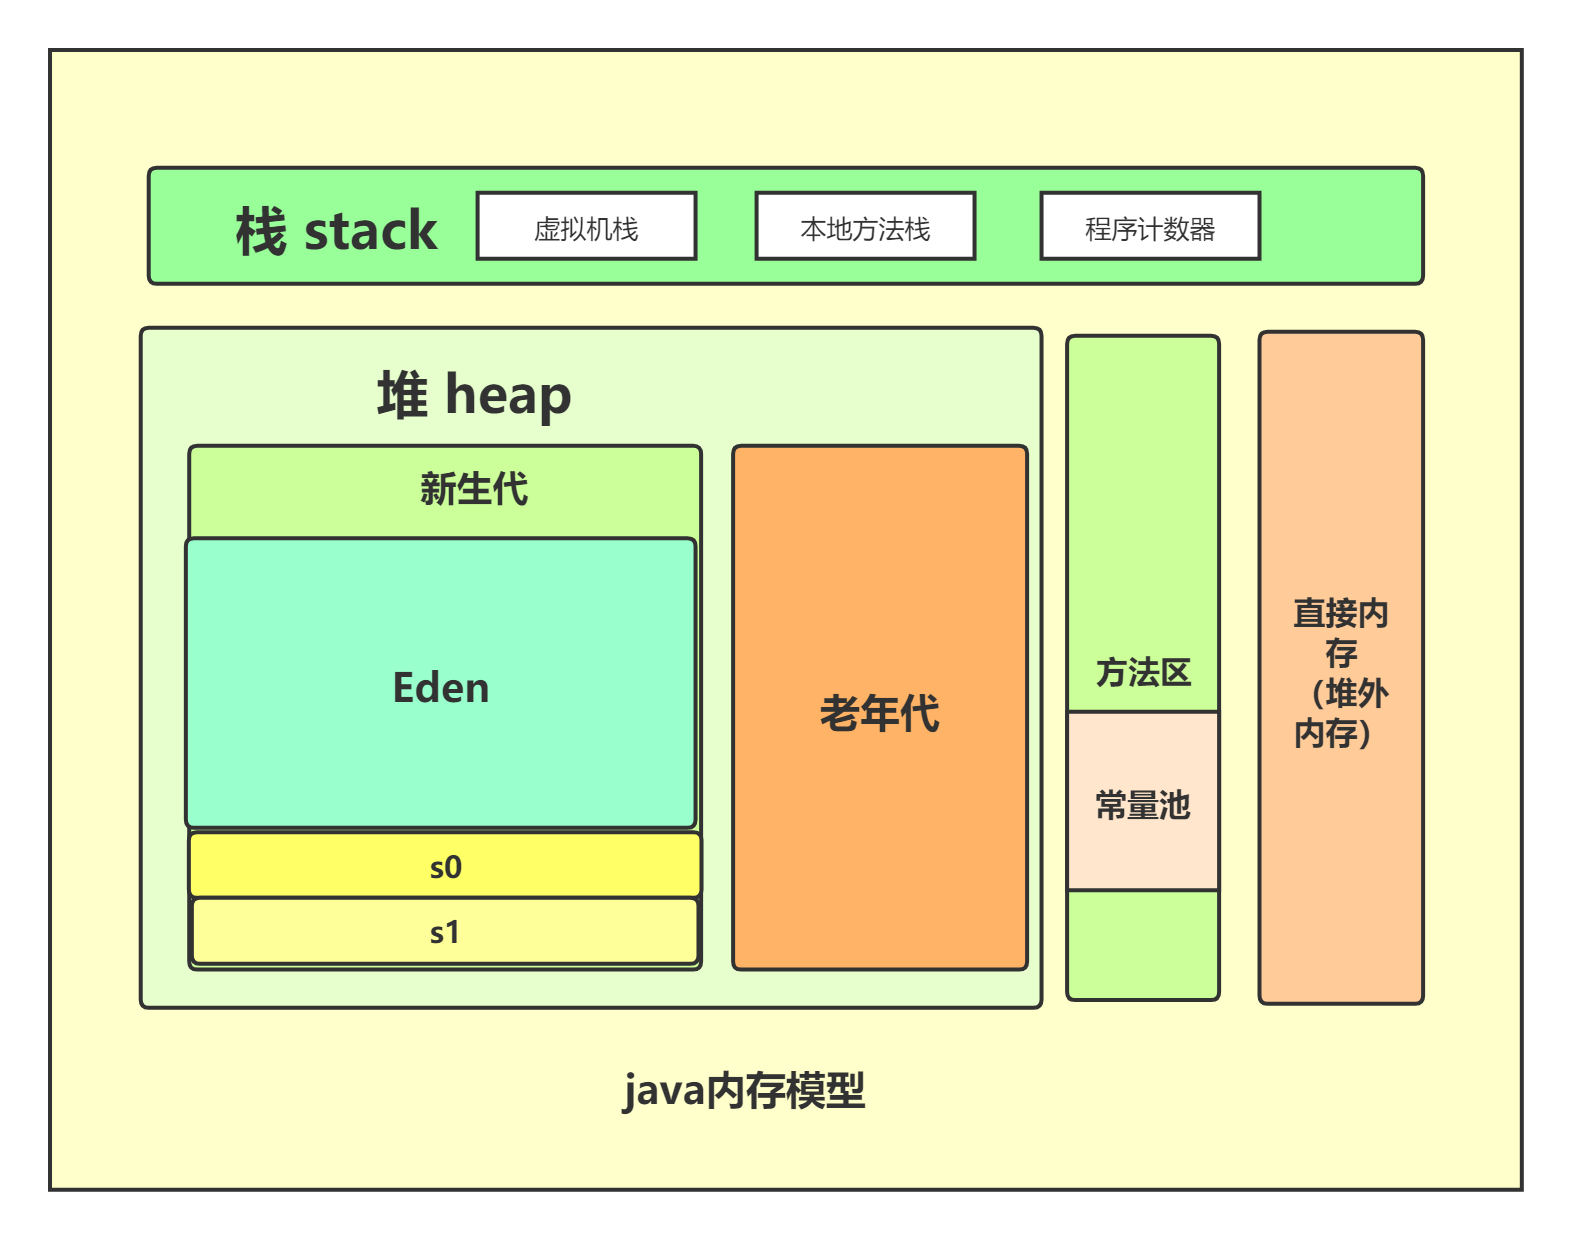 栈 stack
虚拟机栈
本地方法栈
程序计数器
堆 heap
新生代
Eden
s0
s1
老年代
方法区
常量池
直接内
存
（堆外
内存）
java内存模型